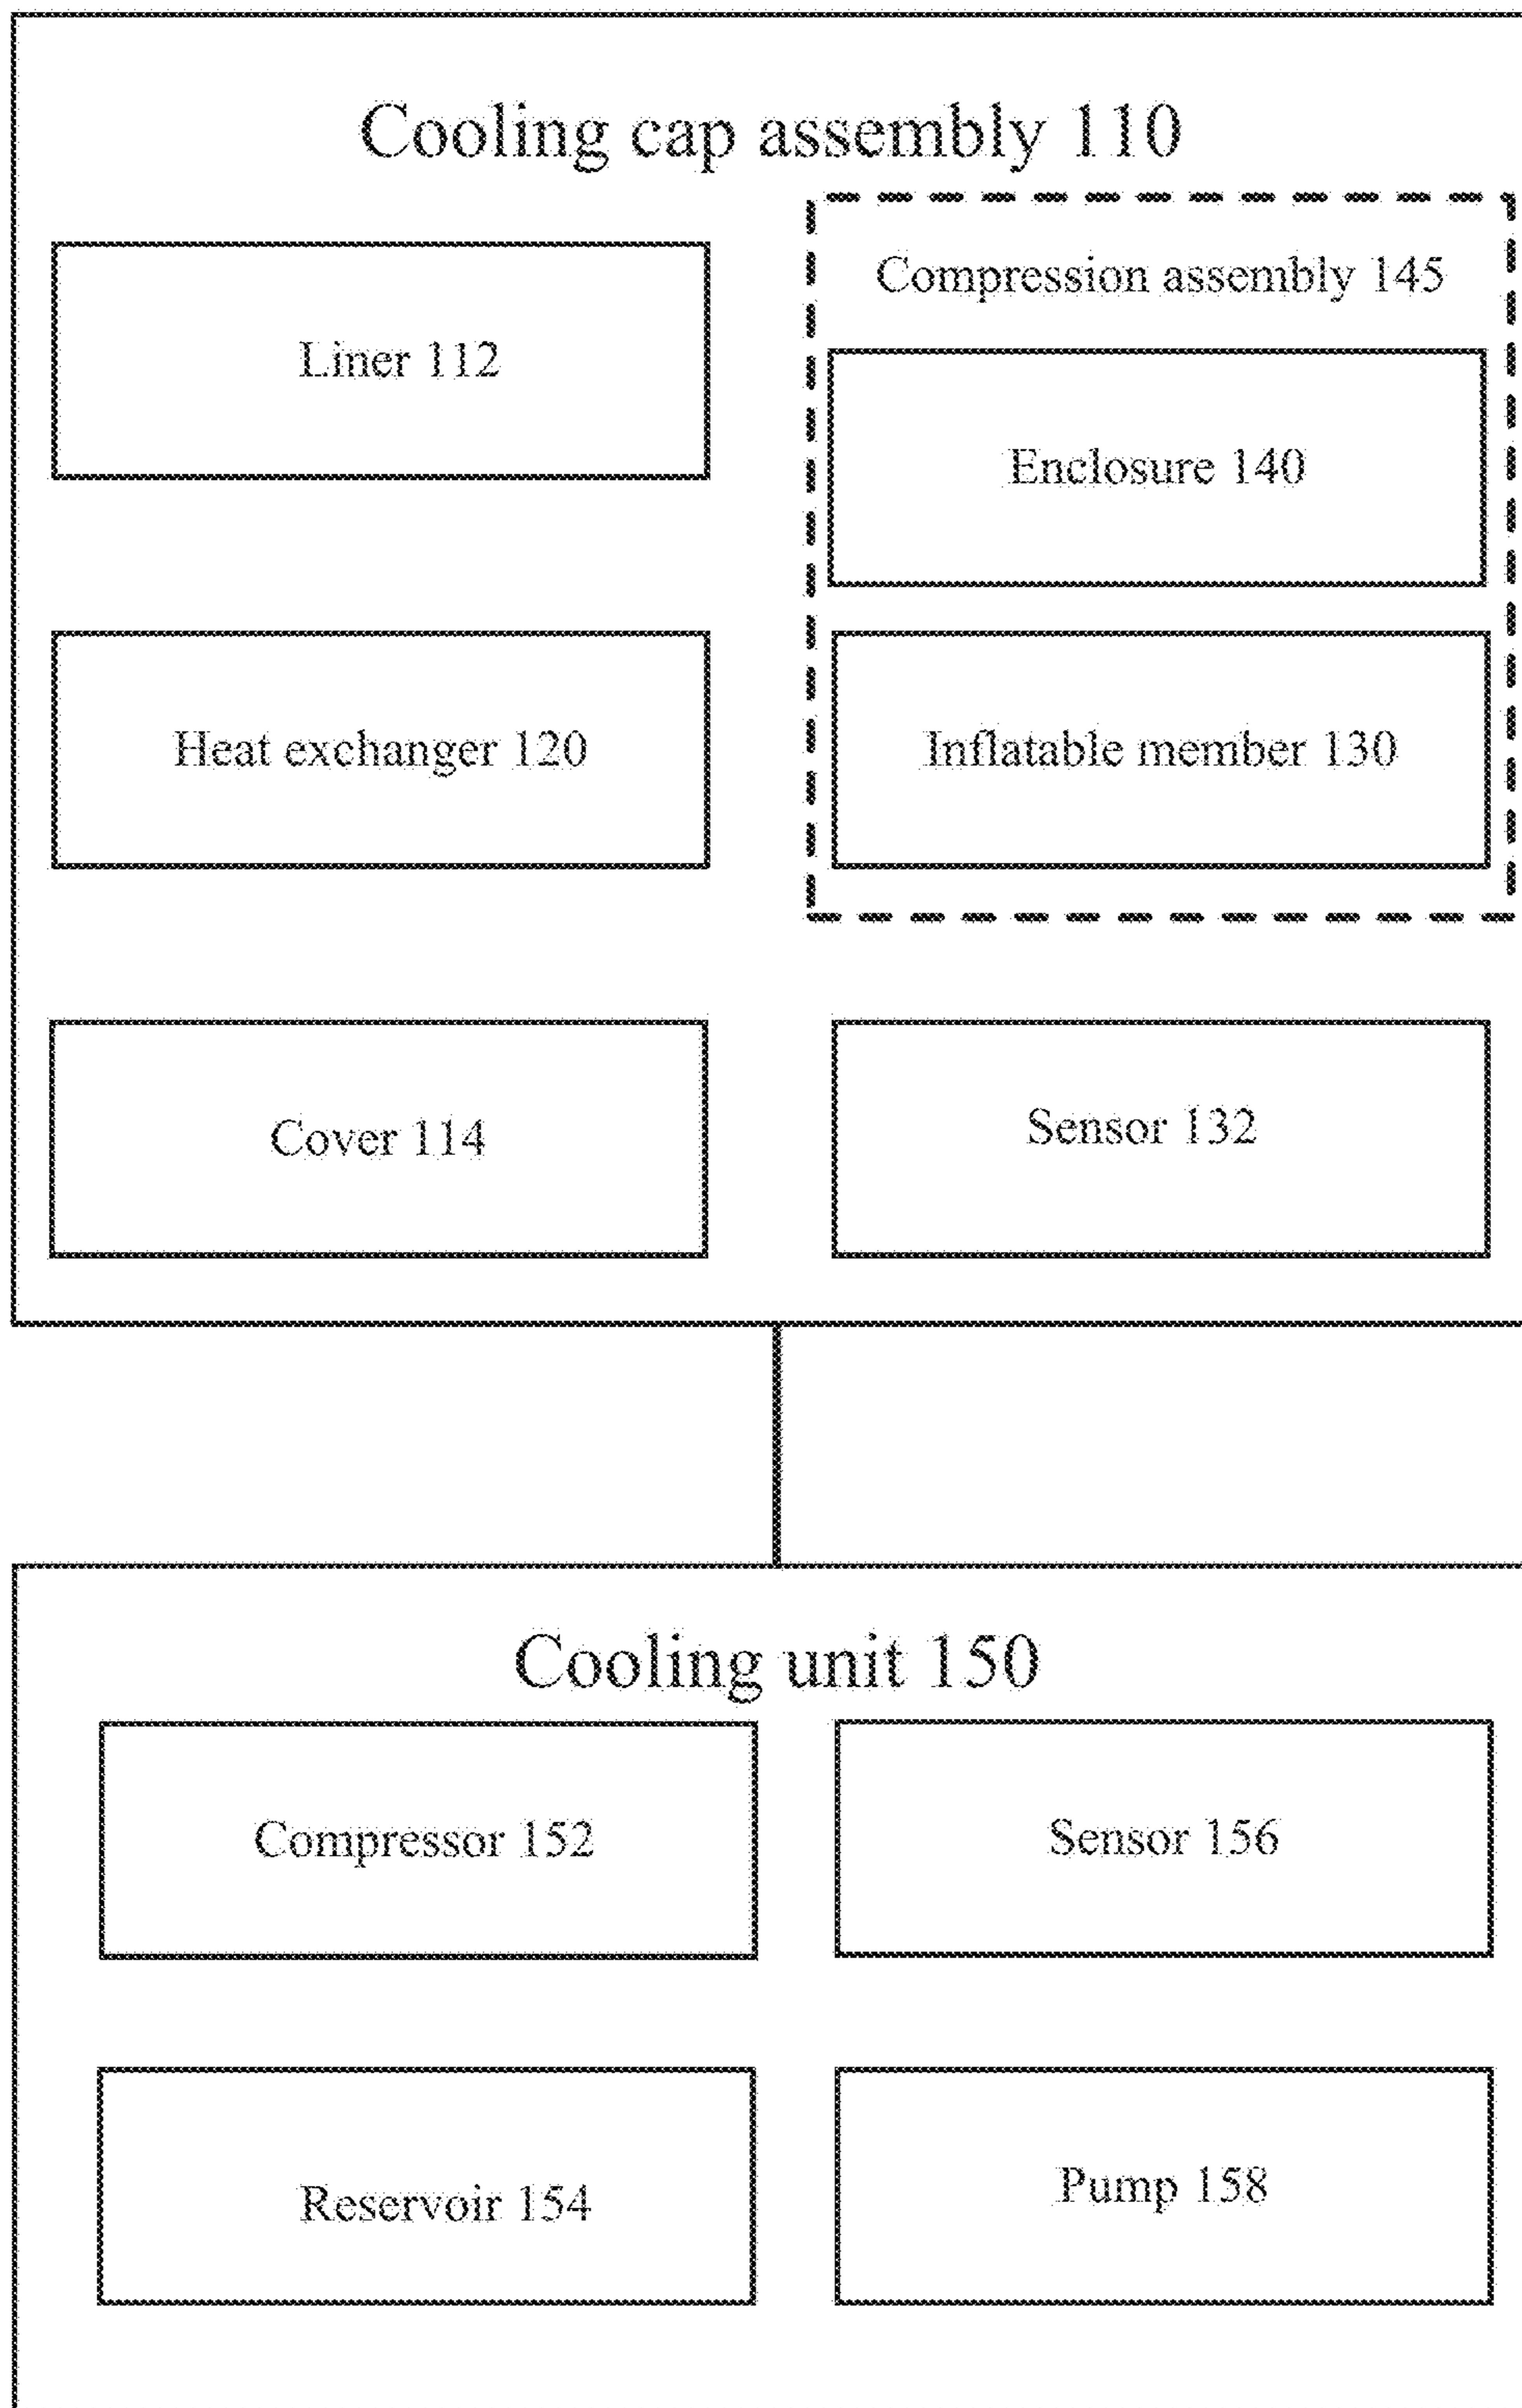 Cooling cap assembly 110
Liner 112
Compression assembly 145
Enclosure 140
Heat exchanger 120
Inflatable member 130
Cover 114
Sensor 132
Cooling unit 150
Compressor 152
Sensor 156
Reservoir 154
Pump 158